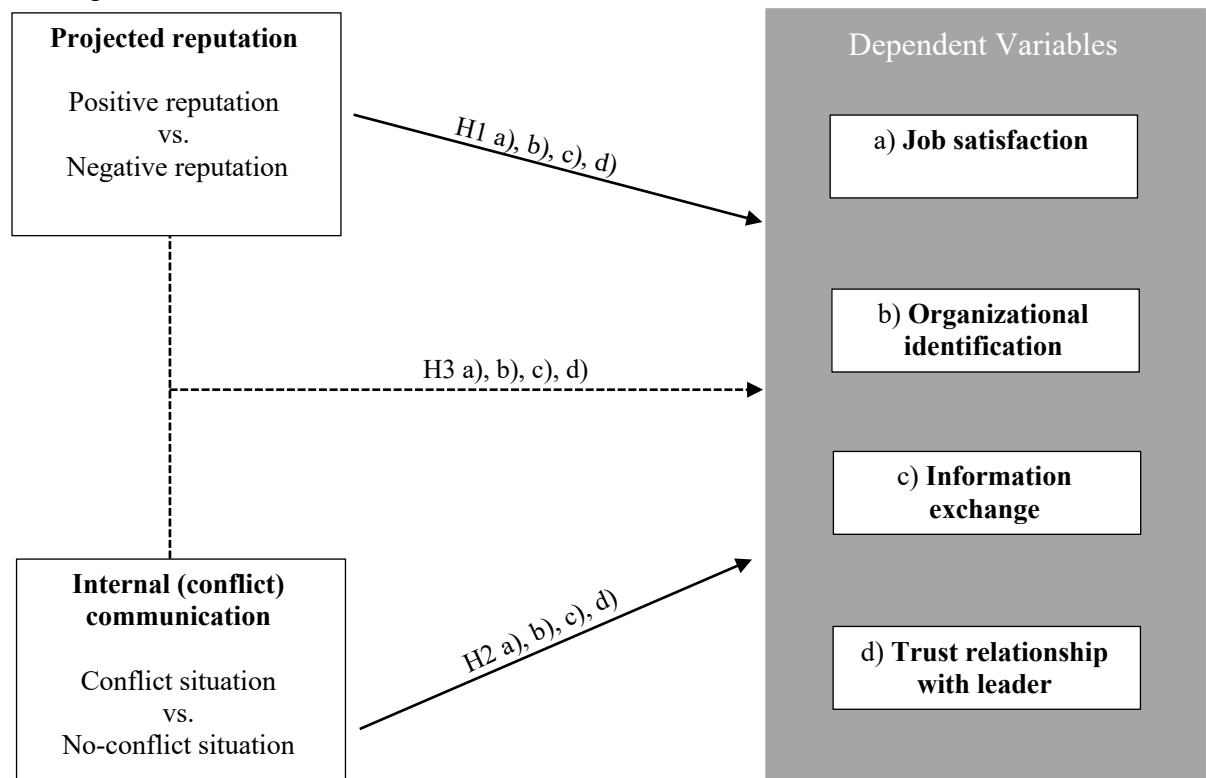 Projected reputation
Positive reputation
vs.
Negative reputation
H1 a), b), c), d)
Dependent Variables
a) Job satisfaction
b) Organizational
identification
H3 a), b), c), d)
c) Information
exchange
Internal (conflict)
communication
Conflict situation
vs.
No-conflict situation
H2 a), b), c), d)
d) Trust relationship
with leader